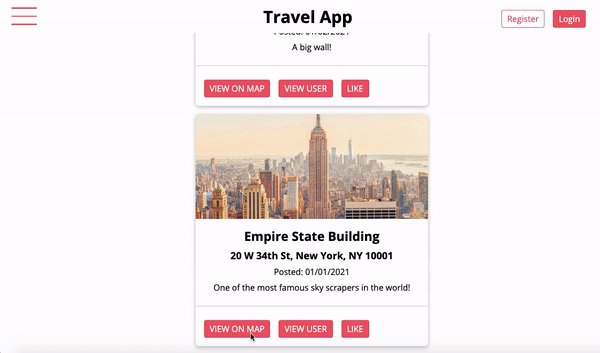 Travel App
Register
Login
Posted: 01/02/2021
A big wall!
VIEW ON MAP
VIEW USER
LIKE
Empire State Building
20 W 34th St, New York, NY 10001
Posted: 01/01/2021
One of the most famous sky scrapers in the world!
VIEW ON MAP
VIEW USER
LIKE